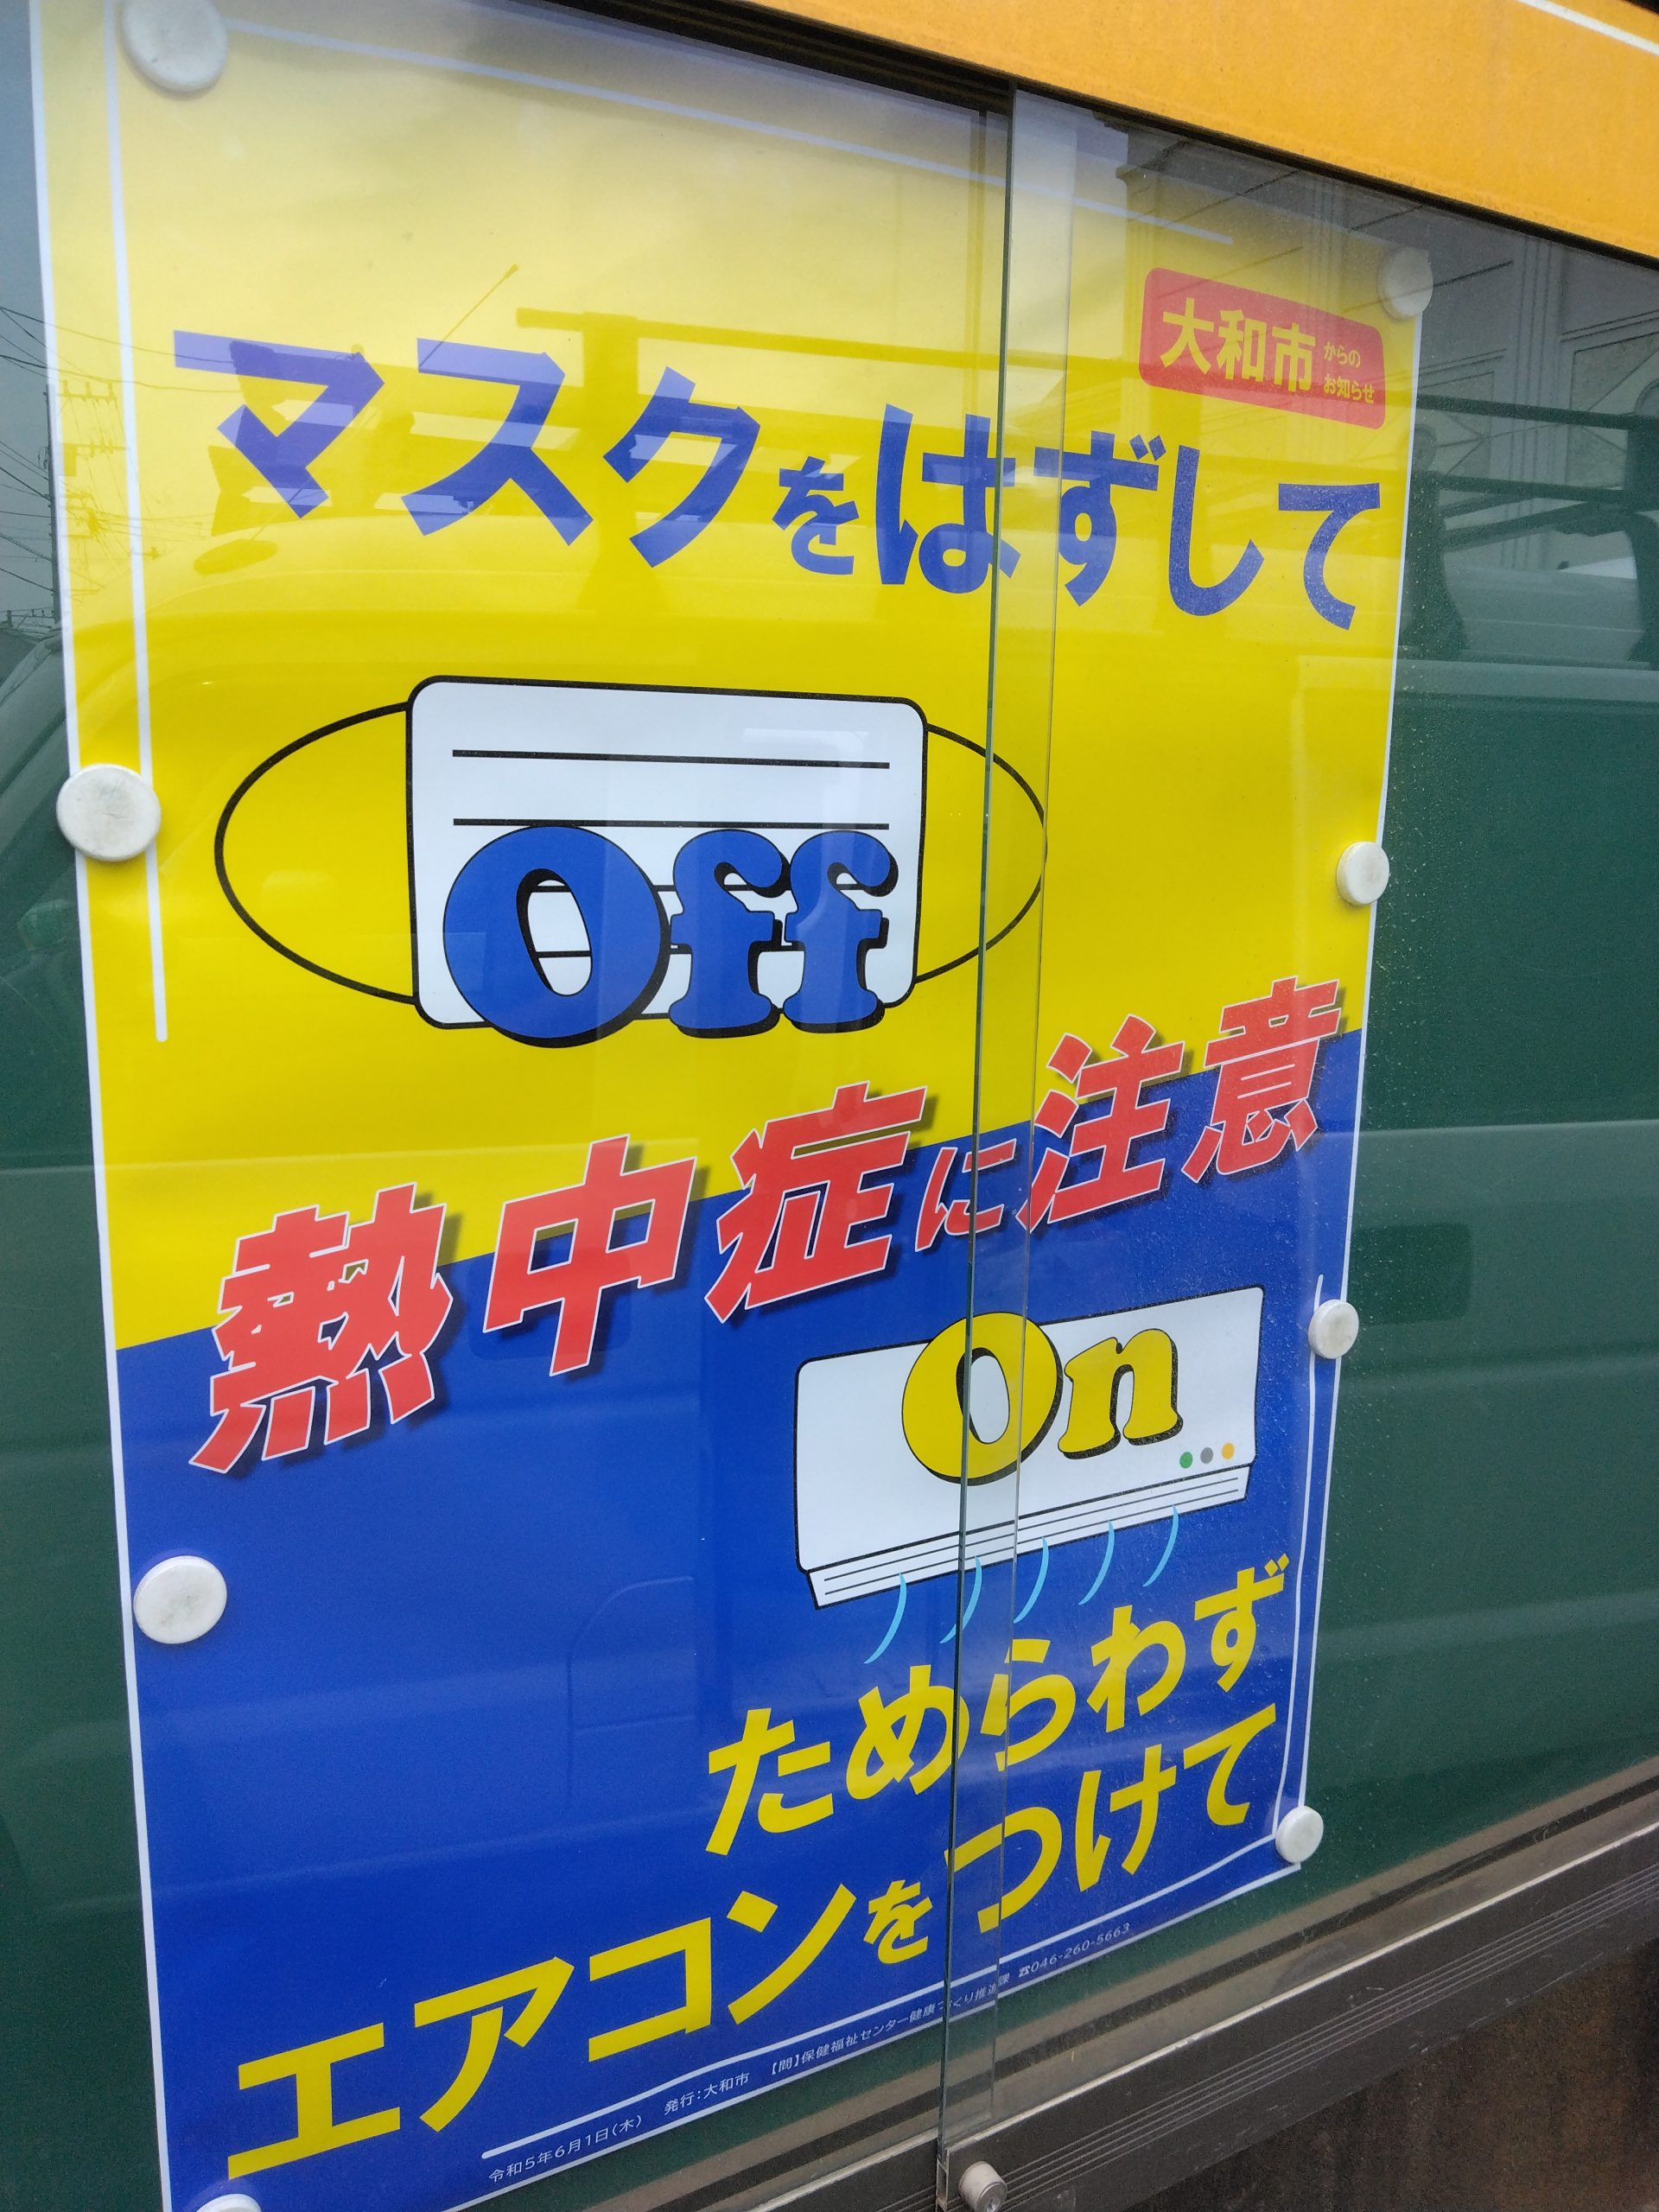 大和市からのお知らせ
マスクをはずして
Off
熱中症に注意
On
ためらわず
エアコンをつけて
令和5年6月1日(木) 発行:大和市 【問】保健福祉センター健康づくり推進課 ☎046-260-5663